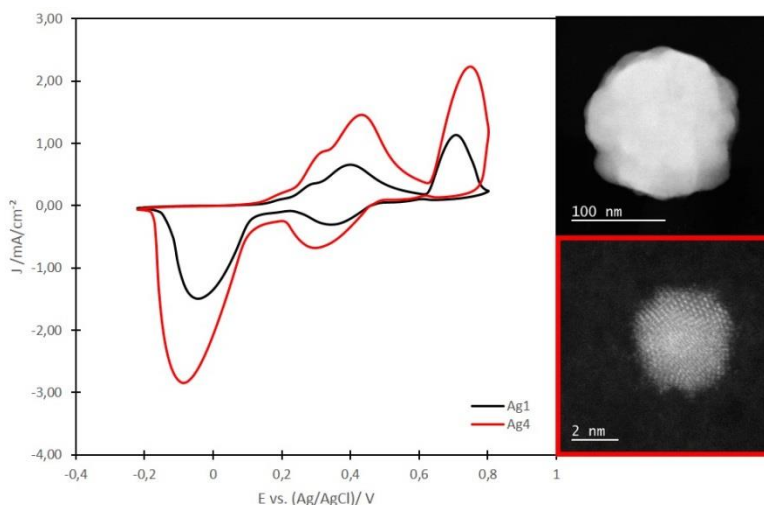 3,00
2,00
1,00
0,00
-1,00
-2,00
-3,00
-4,00
J /mA/cm⁻²
-0,4
-0,2
0
0,2
0,4
0,6
0,8
1
E vs. (Ag/AgCl)/ V
Ag1
Ag4
100 nm
2 nm